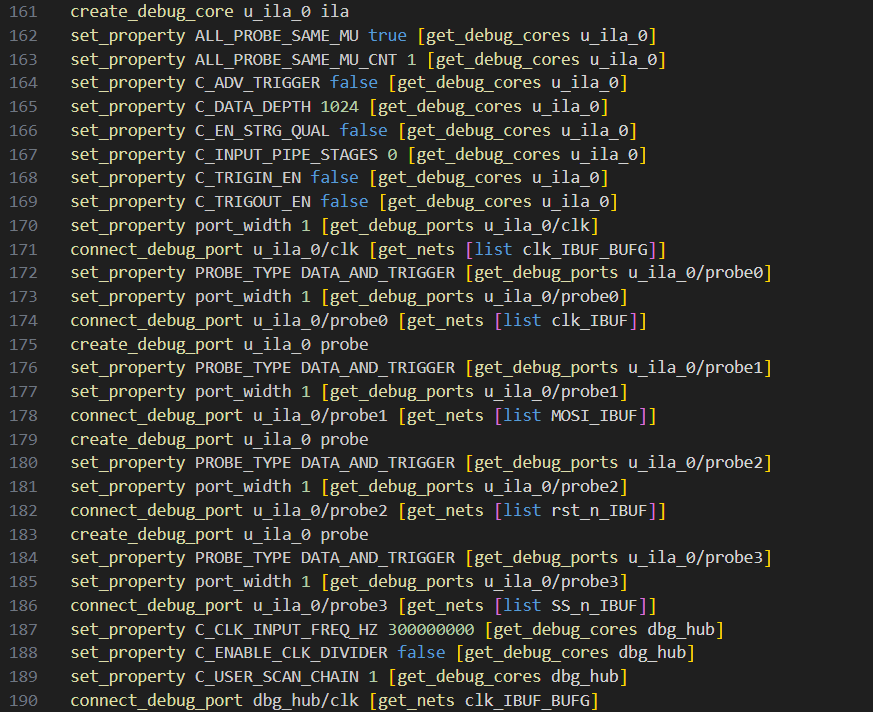 161 create_debug_core u_ila_0 ila
162 set_property ALL_PROBE_SAME_MU true [get_debug_cores u_ila_0]
163 set_property ALL_PROBE_SAME_MU_CNT 1 [get_debug_cores u_ila_0]
164 set_property C_ADV_TRIGGER false [get_debug_cores u_ila_0]
165 set_property C_DATA_DEPTH 1024 [get_debug_cores u_ila_0]
166 set_property C_EN_STRG_QUAL false [get_debug_cores u_ila_0]
167 set_property C_INPUT_PIPE_STAGES 0 [get_debug_cores u_ila_0]
168 set_property C_TRIGIN_EN false [get_debug_cores u_ila_0]
169 set_property C_TRIGOUT_EN false [get_debug_cores u_ila_0]
170 set_property port_width 1 [get_debug_ports u_ila_0/clk]
171 connect_debug_port u_ila_0/clk [get_nets [list clk_IBUF_BUFG]]
172 set_property PROBE_TYPE DATA_AND_TRIGGER [get_debug_ports u_ila_0/probe0]
173 set_property port_width 1 [get_debug_ports u_ila_0/probe0]
174 connect_debug_port u_ila_0/probe0 [get_nets [list clk_IBUF]]
175 create_debug_port u_ila_0 probe
176 set_property PROBE_TYPE DATA_AND_TRIGGER [get_debug_ports u_ila_0/probe1]
177 set_property port_width 1 [get_debug_ports u_ila_0/probe1]
178 connect_debug_port u_ila_0/probe1 [get_nets [list MOSI_IBUF]]
179 create_debug_port u_ila_0 probe
180 set_property PROBE_TYPE DATA_AND_TRIGGER [get_debug_ports u_ila_0/probe2]
181 set_property port_width 1 [get_debug_ports u_ila_0/probe2]
182 connect_debug_port u_ila_0/probe2 [get_nets [list rst_n_IBUF]]
183 create_debug_port u_ila_0 probe
184 set_property PROBE_TYPE DATA_AND_TRIGGER [get_debug_ports u_ila_0/probe3]
185 set_property port_width 1 [get_debug_ports u_ila_0/probe3]
186 connect_debug_port u_ila_0/probe3 [get_nets [list SS_n_IBUF]]
187 set_property C_CLK_INPUT_FREQ_HZ 300000000 [get_debug_cores dbg_hub]
188 set_property C_ENABLE_CLK_DIVIDER false [get_debug_cores dbg_hub]
189 set_property C_USER_SCAN_CHAIN 1 [get_debug_cores dbg_hub]
190 connect_debug_port dbg_hub/clk [get_nets clk_IBUF_BUFG]